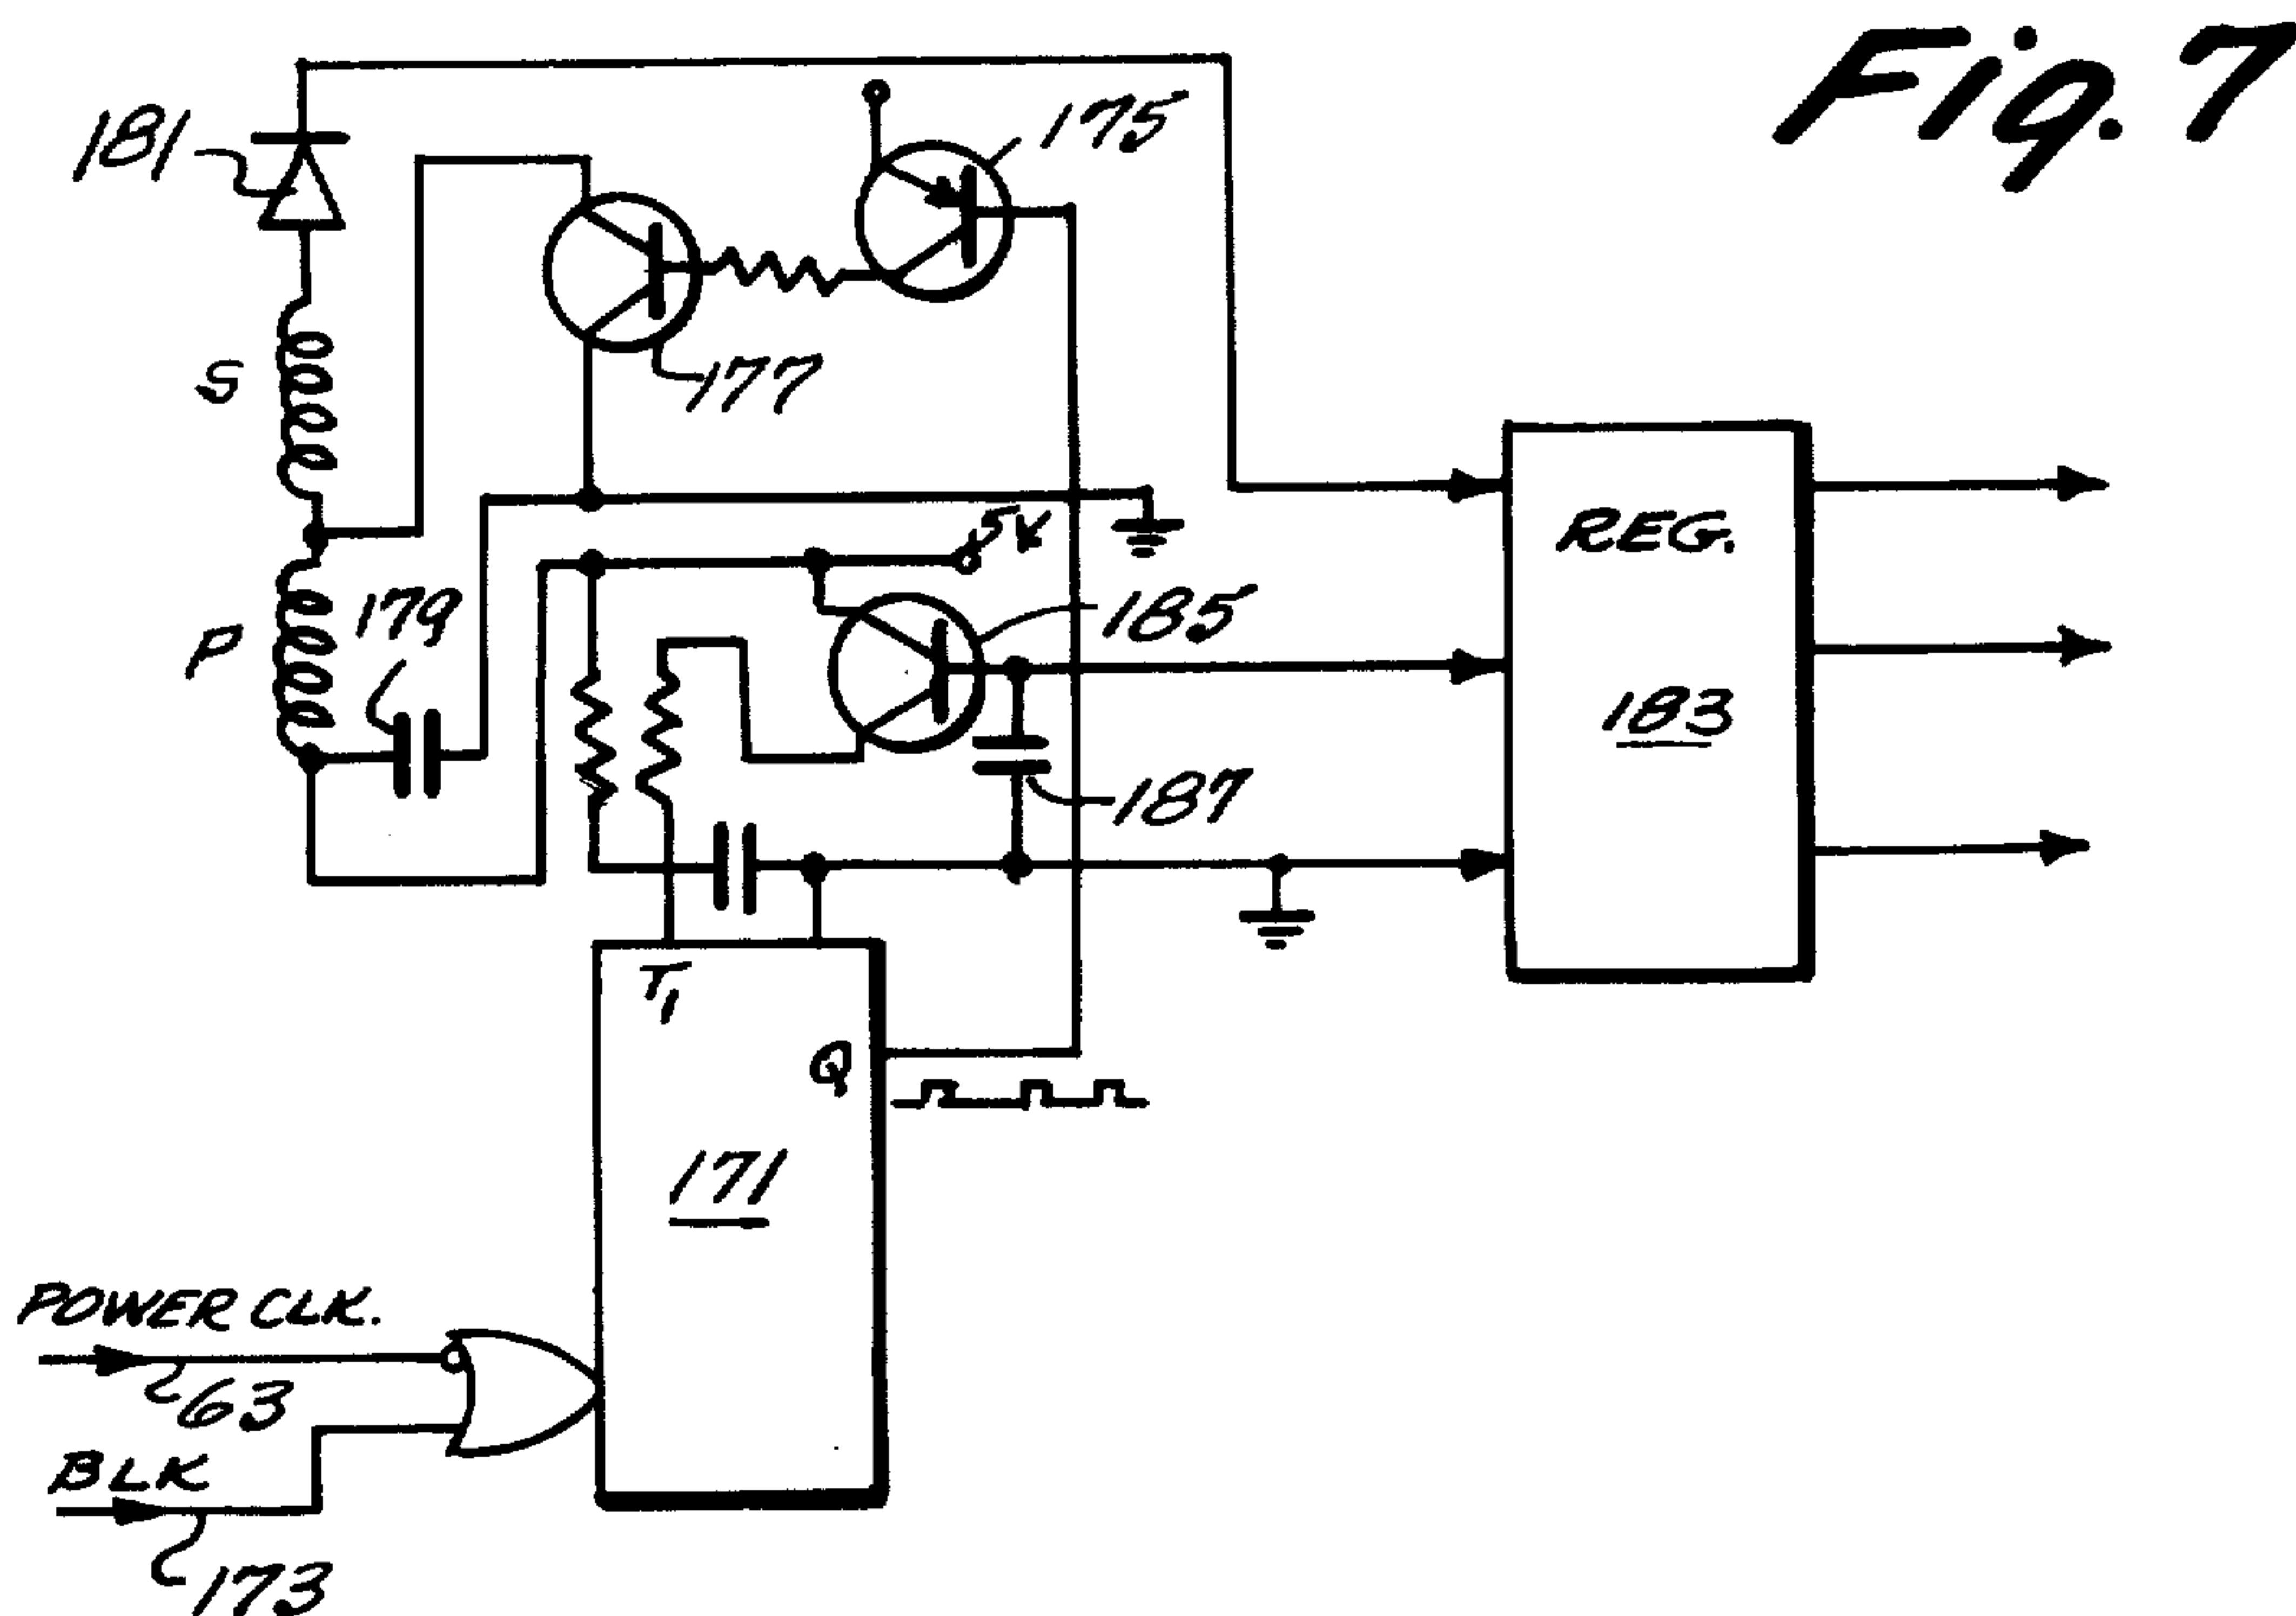 Fig. 7
181
175
S
177
5V
REG.
185
P
179
183
187
T1
Q
171
POWER CLK.
63
BLK
173